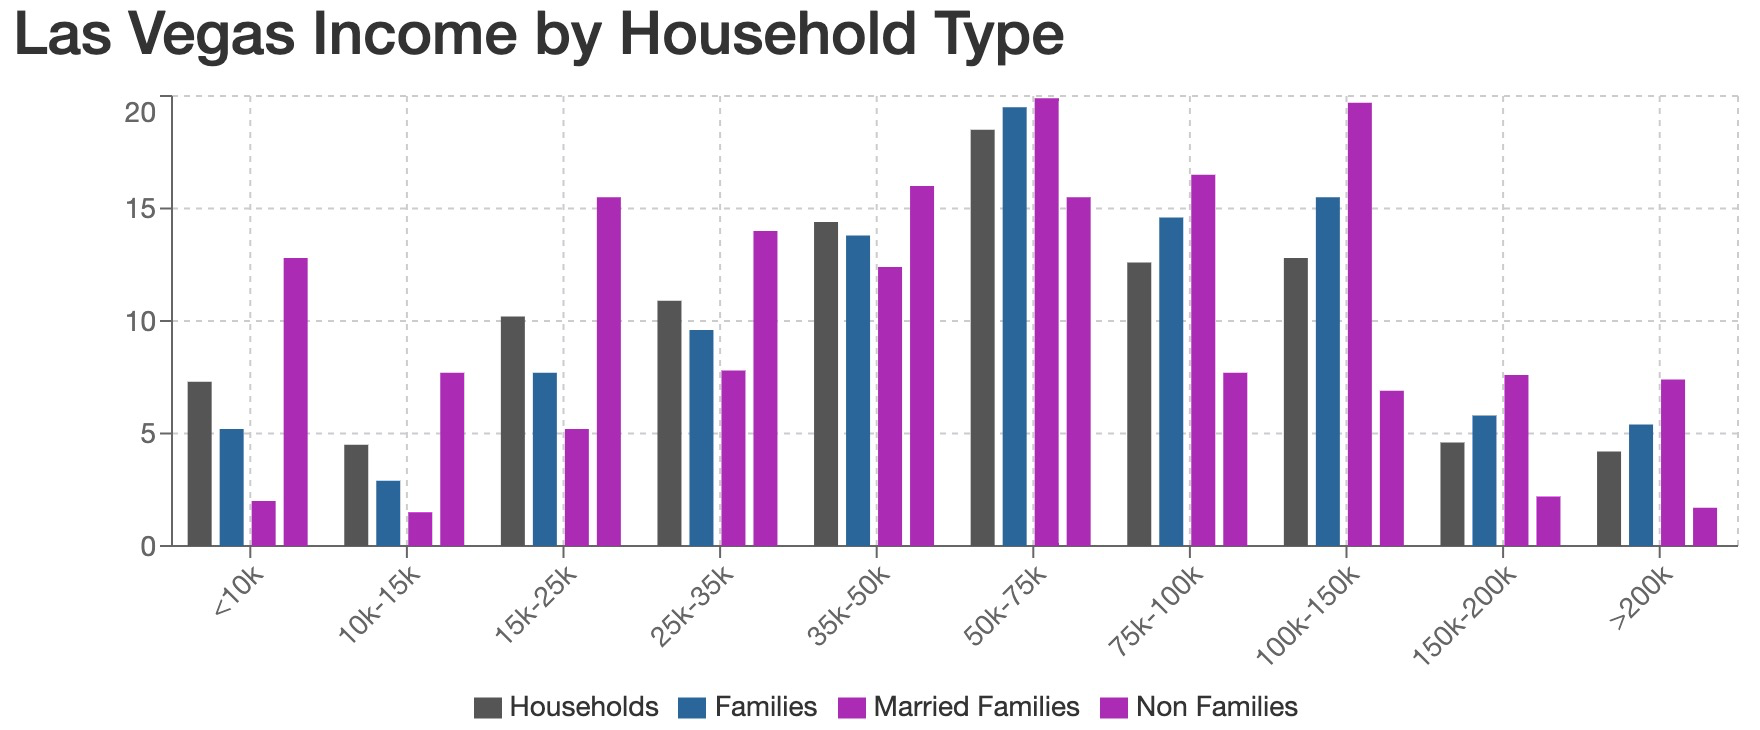 Las Vegas Income by Household Type
20
15
10
5
0
<10k
10k-15k
15k-25k
25k-35k
35k-50k
50k-75k
75k-100k
100k-150k
150k-200k
>200k
Households Families Married Families Non Families